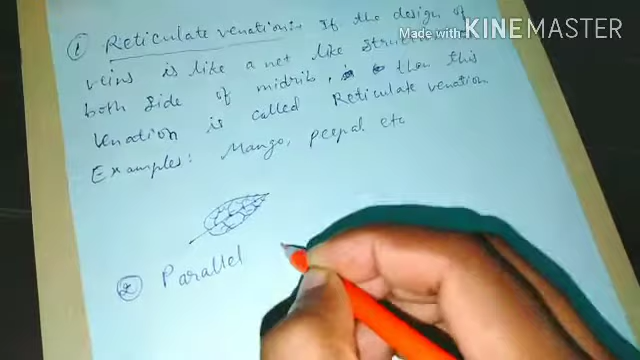 Made with KINEMASTER
① Reticulate venation:- If the design of
veins is like a net like
both side of midrib, then this
Venation is called Reticulate venation
Examples: Mango, peepal etc
② Parallel